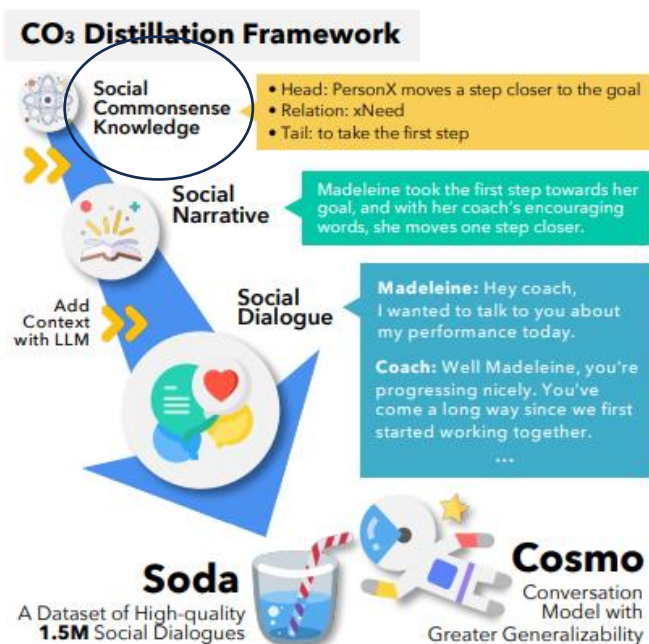 CO₃ Distillation Framework
Social
Commonsense
Knowledge
• Head: PersonX moves a step closer to the goal
• Relation: xNeed
• Tail: to take the first step
Social
Narrative
Madeleine took the first step towards her
goal, and with her coach's encouraging
words, she moves one step closer.
Add
Context
with LLM
Social
Dialogue
Madeleine: Hey coach,
I wanted to talk to you about
my performance today.
Coach: Well Madeleine, you're
progressing nicely. You've
come a long way since we first
started working together.
...
Soda
A Dataset of High-quality
1.5M Social Dialogues
Cosmo
Conversation
Model with
Greater Generalizability